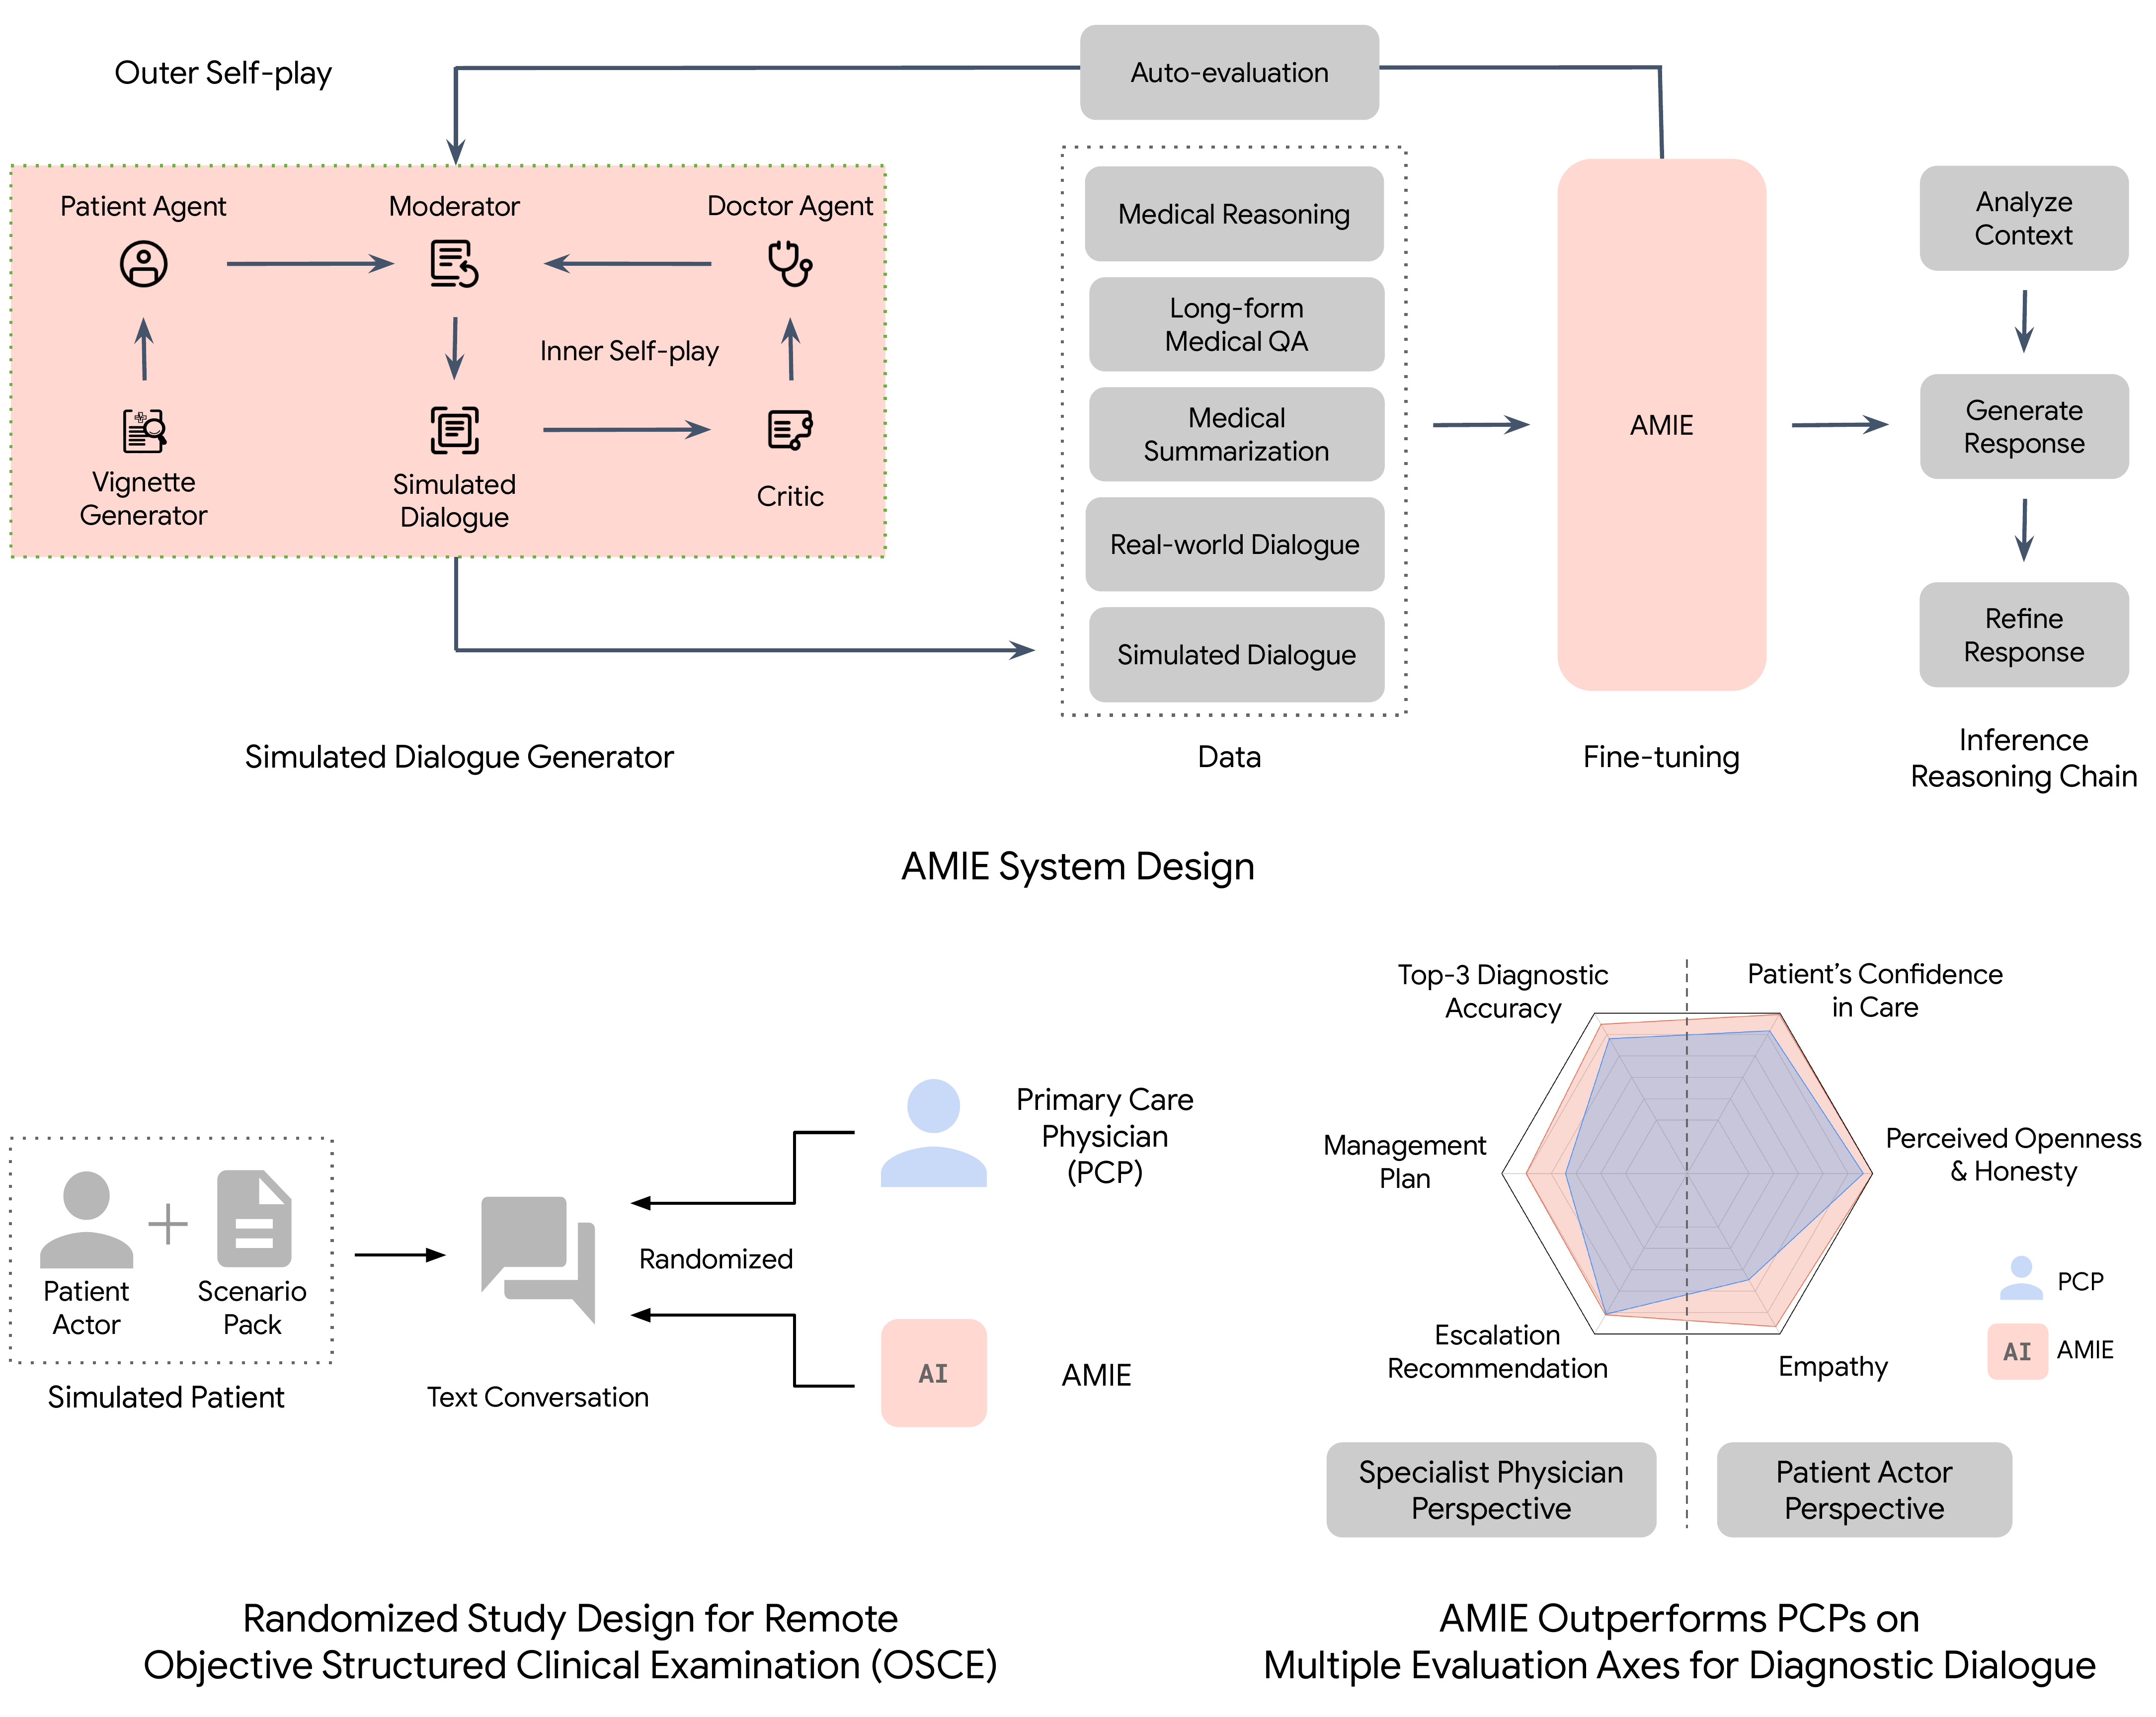 Outer Self-play
Auto-evaluation
Patient Agent
Moderator
Doctor Agent
Inner Self-play
Vignette
Generator
Simulated
Dialogue
Critic
Simulated Dialogue Generator
Medical Reasoning
Long-form
Medical QA
Medical
Summarization
Real-world Dialogue
Simulated Dialogue
Data
AMIE
Fine-tuning
Analyze
Context
Generate
Response
Refine
Response
Inference
Reasoning Chain
AMIE System Design
Patient
Actor
Scenario
Pack
Simulated Patient
Text Conversation
Randomized
Primary Care
Physician
(PCP)
AI
AMIE
Randomized Study Design for Remote
Objective Structured Clinical Examination (OSCE)
Top-3 Diagnostic
Accuracy
Patient’s Confidence
in Care
Management
Plan
Perceived Openness
& Honesty
Escalation
Recommendation
Empathy
PCP
AI
AMIE
Specialist Physician
Perspective
Patient Actor
Perspective
AMIE Outperforms PCPs on
Multiple Evaluation Axes for Diagnostic Dialogue